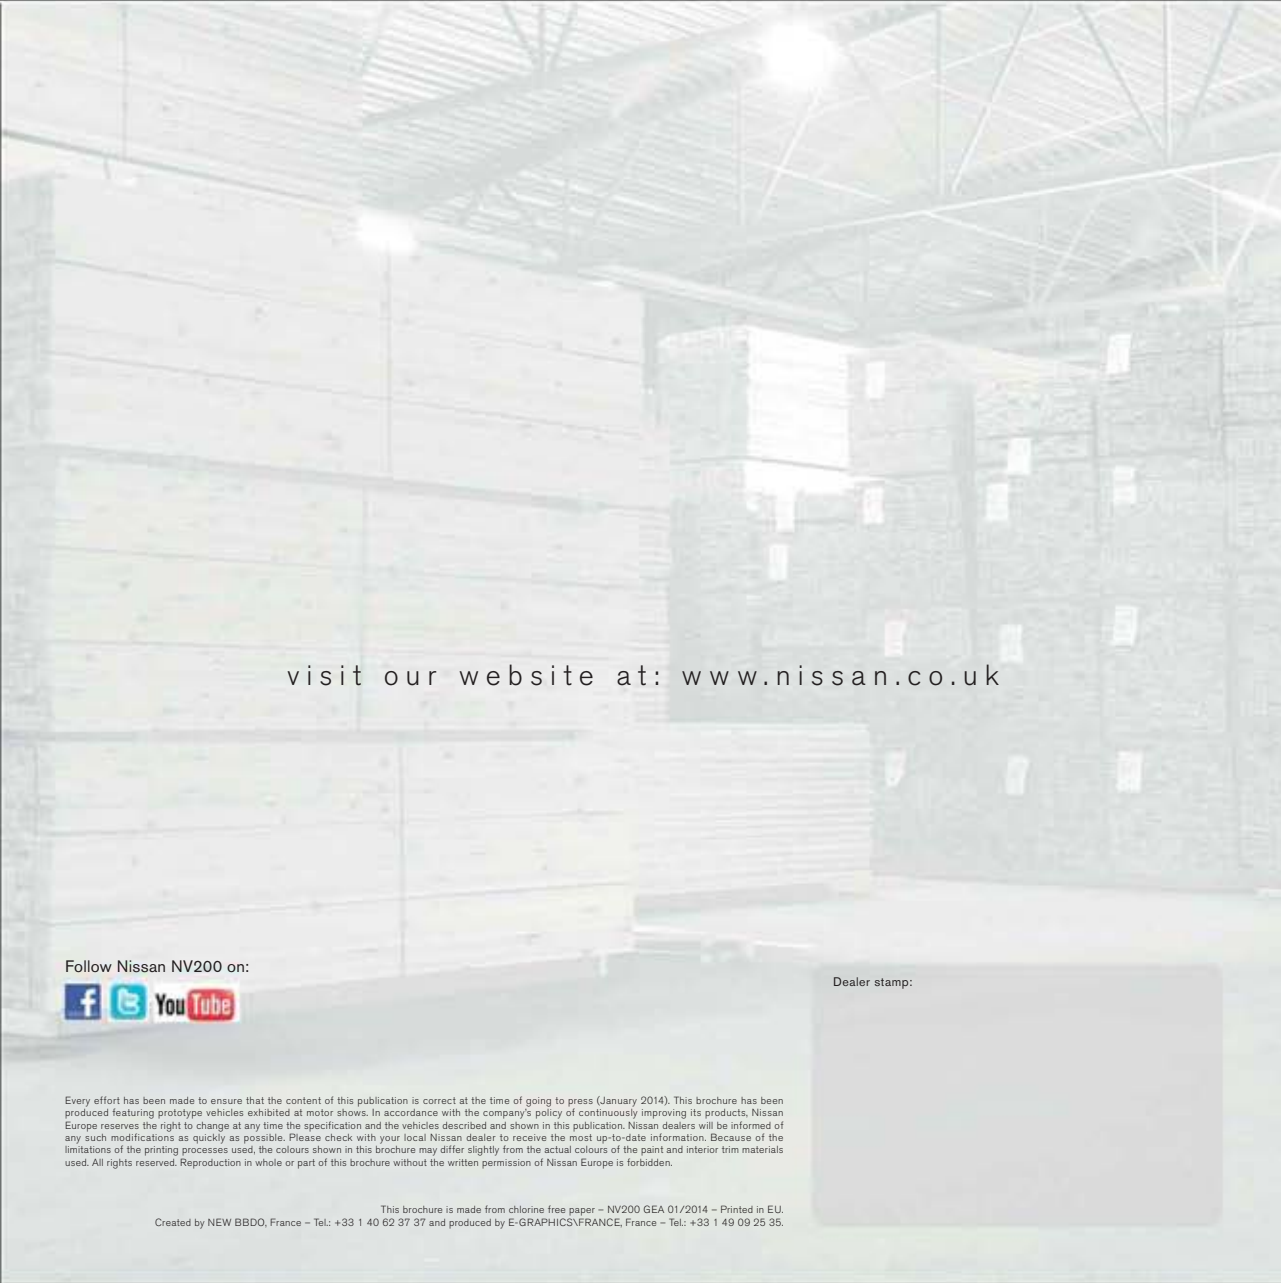 visit our website at: www.nissan.co.uk
Follow Nissan NV200 on:
f t You Tube
Dealer stamp:
Every effort has been made to ensure that the content of this publication is correct at the time of going to press (January 2014). This brochure has been
produced featuring prototype vehicles exhibited at motor shows. In accordance with the company's policy of continuously improving its products, Nissan
Europe reserves the right to change at any time the specification and the vehicles described and shown in this publication. Nissan dealers will be informed of
any such modifications as quickly as possible. Please check with your local Nissan dealer to receive the most up-to-date information. Because of the
limitations of the printing processes used, the colours shown in this brochure may differ slightly from the actual colours of the paint and interior trim materials
used. All rights reserved. Reproduction in whole or part of this brochure without the written permission of Nissan Europe is forbidden.
This brochure is made from chlorine free paper – NV200 GEA 01/2014 – Printed in EU.
Created by NEW BBDO, France – Tel.: +33 1 40 62 37 37 and produced by E-GRAPHICS\FRANCE, France – Tel.: +33 1 49 09 25 35.